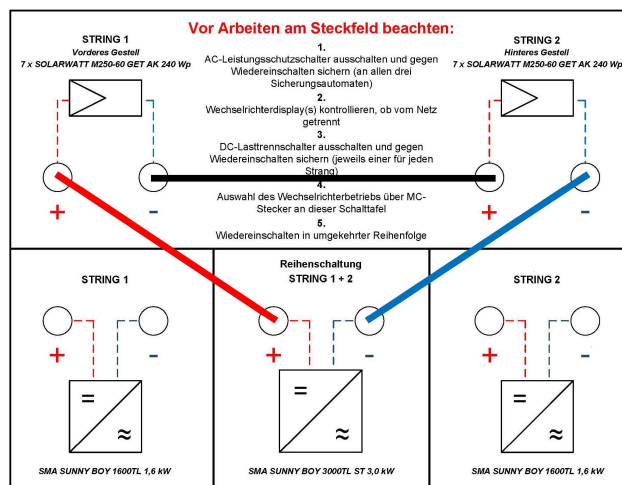 Vor Arbeiten am Steckfeld beachten:
STRING 1
Vorderes Gestell
7 x SOLARWATT M250-60 GET AK 240 Wp
1.
AC-Leistungsschutzschalter ausschalten und gegen
Wiedereinschalten sichern (an allen drei
Sicherungsautomaten)
2.
Wechselrichterdisplay(s) kontrollieren, ob vom Netz
getrennt
3.
DC-Lasttrennschalter ausschalten und gegen
Wiedereinschalten sichern (jeweils einer für jeden
Strang)
4.
Auswahl des Wechselrichterbetriebs über MC-
Stecker an dieser Schalttafel
5.
Wiedereinschalten in umgekehrter Reihenfolge
STRING 2
Hinteres Gestell
7 x SOLARWATT M250-60 GET AK 240 Wp
+ -
+ -
STRING 1
+ -
= ≈
SMA SUNNY BOY 1600TL 1,6 kW
Reihenschaltung
STRING 1 + 2
+ -
= ≈
SMA SUNNY BOY 3000TL ST 3,0 kW
STRING 2
+ -
= ≈
SMA SUNNY BOY 1600TL 1,6 kW